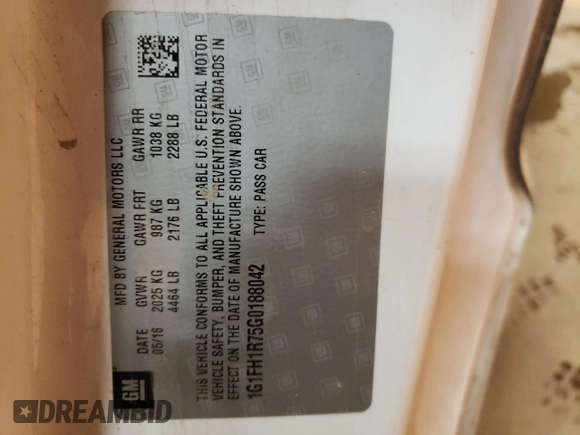 MFD BY GENERAL MOTORS LLC
DATE GVWR GAWR FRT GAWR RR
05/16 2025 KG 987 KG 1038 KG
4464 LB 2176 LB 2288 LB
THIS VEHICLE CONFORMS TO ALL APPLICABLE U.S. FEDERAL MOTOR
VEHICLE SAFETY, BUMPER, AND THEFT PREVENTION STANDARDS IN
EFFECT ON THE DATE OF MANUFACTURE SHOWN ABOVE.
1G1FH1R75G0188042 TYPE: PASS CAR
GM
DREAMBID